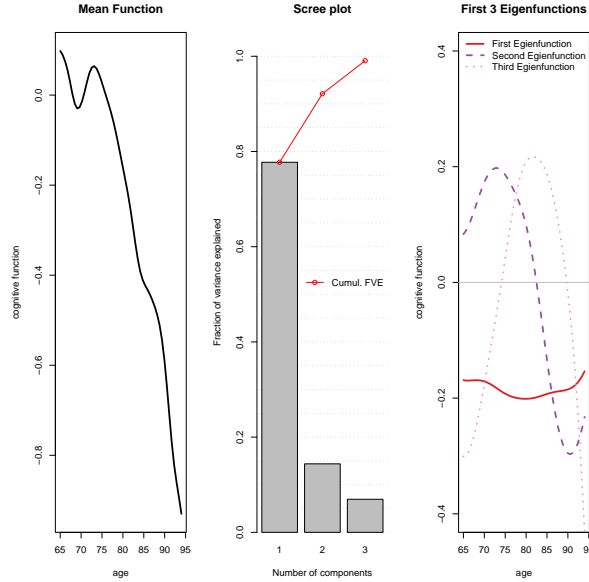 Mean Function
cognitive function
0.0
−0.2
−0.4
−0.6
−0.8
65 70 75 80 85 90 95
age
Scree plot
Fraction of variance explained
1.0
0.8
0.6
0.4
0.2
0.0
Cumul. FVE
1 2 3
Number of components
First 3 Eigenfunctions
First Egienfunction
Second Egienfunction
Third Egienfunction
cognitive function
0.4
0.2
0.0
−0.2
−0.4
65 70 75 80 85 90 95
age